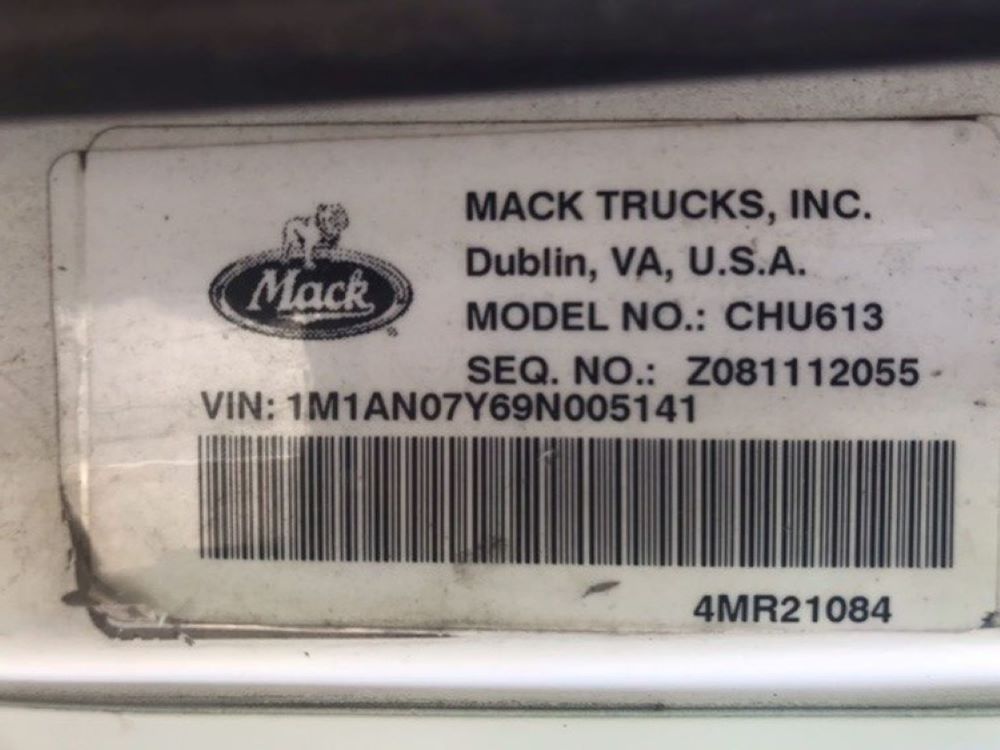 MACK TRUCKS, INC.
Mack
Dublin, VA, U.S.A.
MODEL NO.: CHU613
SEQ. NO.: Z081112055
VIN: 1M1AN07Y69N005141
4MR21084